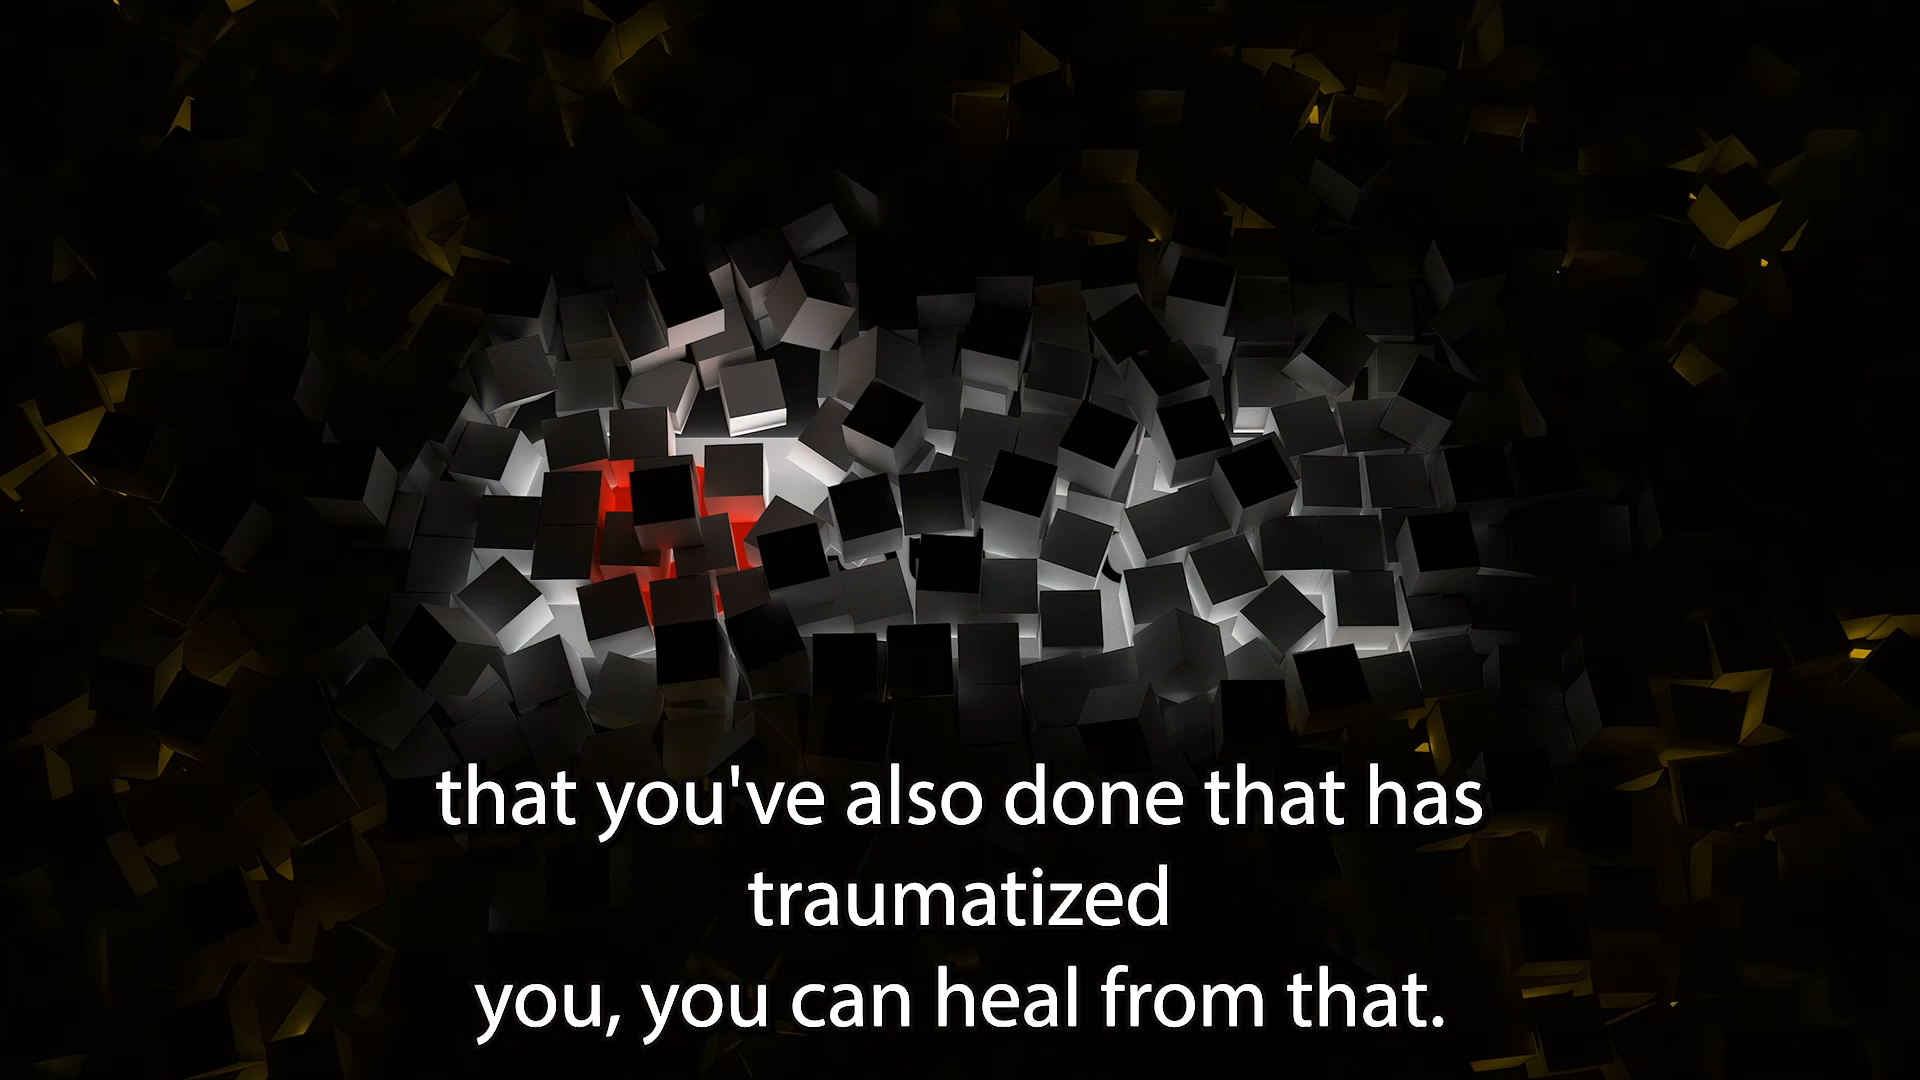 that you've also done that has
traumatized
you, you can heal from that.